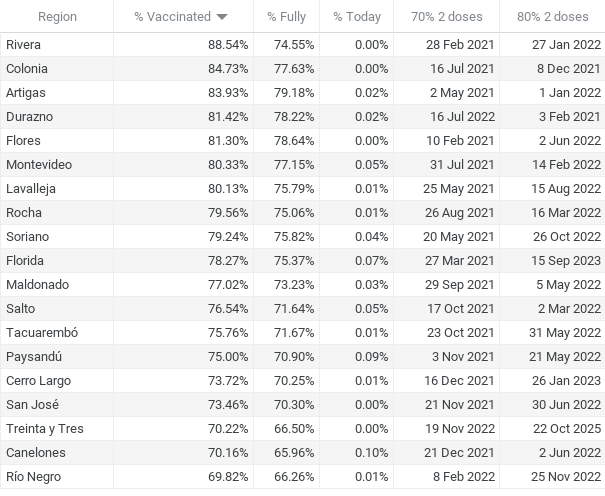 Region % Vaccinated % Fully % Today 70% 2 doses 80% 2 doses
Rivera 88.54% 74.55% 0.00% 28 Feb 2021 27 Jan 2022
Colonia 84.73% 77.63% 0.00% 16 Jul 2021 8 Dec 2021
Artigas 83.93% 79.18% 0.02% 2 May 2021 1 Jan 2022
Durazno 81.42% 78.22% 0.02% 16 Jul 2022 3 Feb 2021
Flores 81.30% 78.64% 0.00% 10 Feb 2021 2 Jun 2022
Montevideo 80.33% 77.15% 0.05% 31 Jul 2021 14 Feb 2022
Lavalleja 80.13% 75.79% 0.01% 25 May 2021 15 Aug 2022
Rocha 79.56% 75.06% 0.01% 26 Aug 2021 16 Mar 2022
Soriano 79.24% 75.82% 0.04% 20 May 2021 26 Oct 2022
Florida 78.27% 75.37% 0.07% 27 Mar 2021 15 Sep 2023
Maldonado 77.02% 73.23% 0.03% 29 Sep 2021 5 May 2022
Salto 76.54% 71.64% 0.05% 17 Oct 2021 2 Mar 2022
Tacuarembó 75.76% 71.67% 0.01% 23 Oct 2021 31 May 2022
Paysandú 75.00% 70.90% 0.09% 3 Nov 2021 21 May 2022
Cerro Largo 73.72% 70.25% 0.01% 16 Dec 2021 26 Jan 2023
San José 73.46% 70.30% 0.00% 21 Nov 2021 30 Jun 2022
Treinta y Tres 70.22% 66.50% 0.00% 19 Nov 2022 22 Oct 2025
Canelones 70.16% 65.96% 0.10% 21 Dec 2021 2 Jun 2022
Río Negro 69.82% 66.26% 0.01% 8 Feb 2022 25 Nov 2022